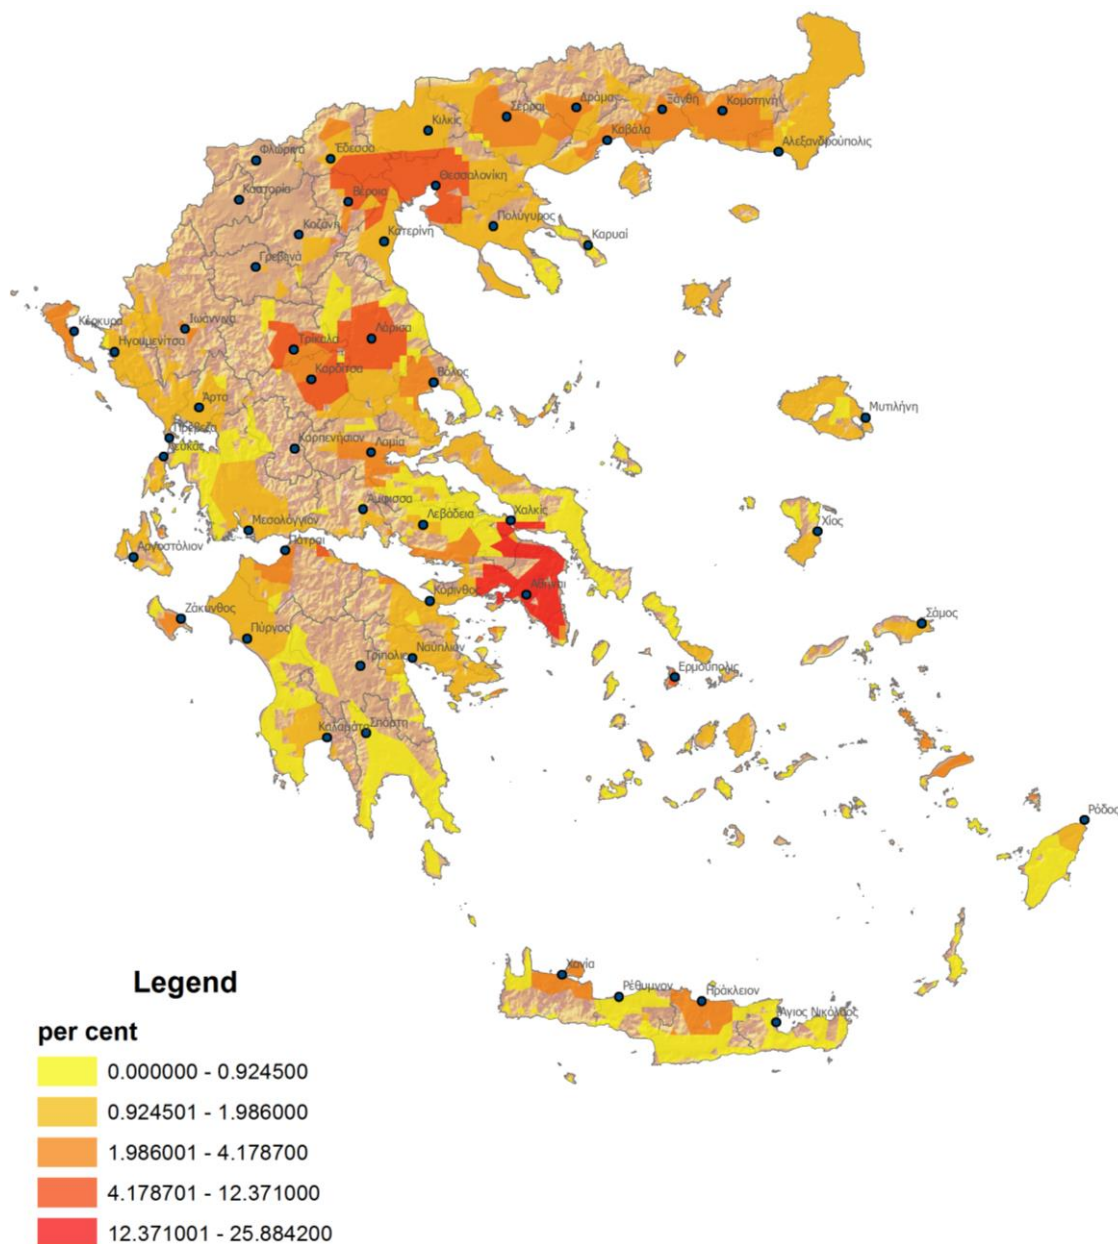 Δράμας
Ξάνθη
Κομοτηνή
Σέρραι
Κιλκίς
Καβάλα
Αλεξανδρούπολις
Φλώρινα
Έδεσσα
Θεσσαλονίκη
Καστορία
Βέροια
Πολύγυρος
Καρυαί
Κοζάνη
Κατερίνη
Γρεβενά
Κέρκυρα
Ιωάννινα
Λάρισα
Ηγουμενίτσα
Τρίκαλα
Καρδίτσα
Βόλος
Άρτα
Μυτιλήνη
Πρέβεζα
Λευκάς
Καρπενήσιον
Λαμία
Άμφισσα
Λεβάδεια
Χαλκίς
Χίος
Μεσολόγγιον
Πάτραι
Αργοστόλιον
Αθήναι
Κόρινθος
Ζάκυνθος
Σάμος
Πύργος
Τρίπολις
Ναύπλιον
Ερμούπολις
Καλαμάτα
Σπάρτη
Ρόδος
Χανία
Ρέθυμνον
Ηράκλειον
Άγιος Νικόλαος
Legend
per cent
0.000000 - 0.924500
0.924501 - 1.986000
1.986001 - 4.178700
4.178701 - 12.371000
12.371001 - 25.884200